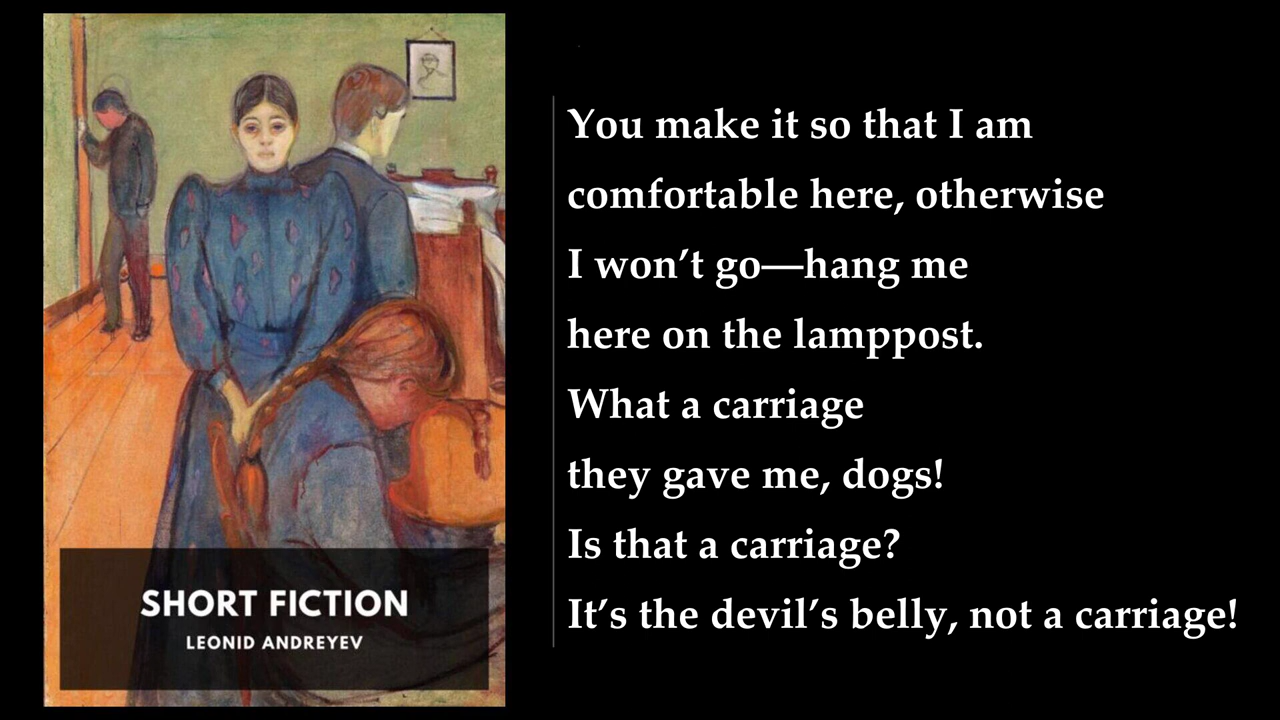 SHORT FICTION
LEONID ANDREYEV
You make it so that I am
comfortable here, otherwise
I won’t go—hang me
here on the lamppost.
What a carriage
they gave me, dogs!
Is that a carriage?
It’s the devil’s belly, not a carriage!